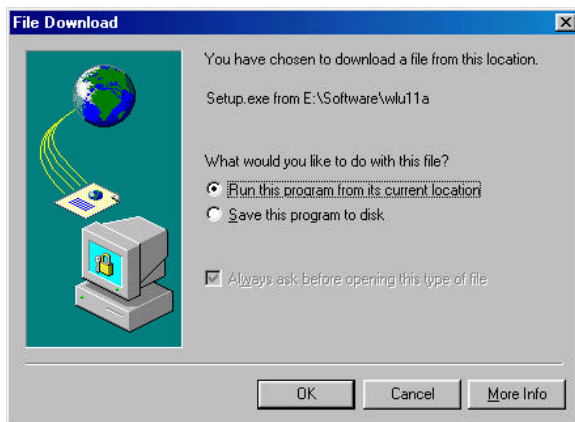 File Download
You have chosen to download a file from this location.
Setup.exe from E:\Software\wlu11a
What would you like to do with this file?
Run this program from its current location
Save this program to disk
Always ask before opening this type of file
OK
Cancel
More Info